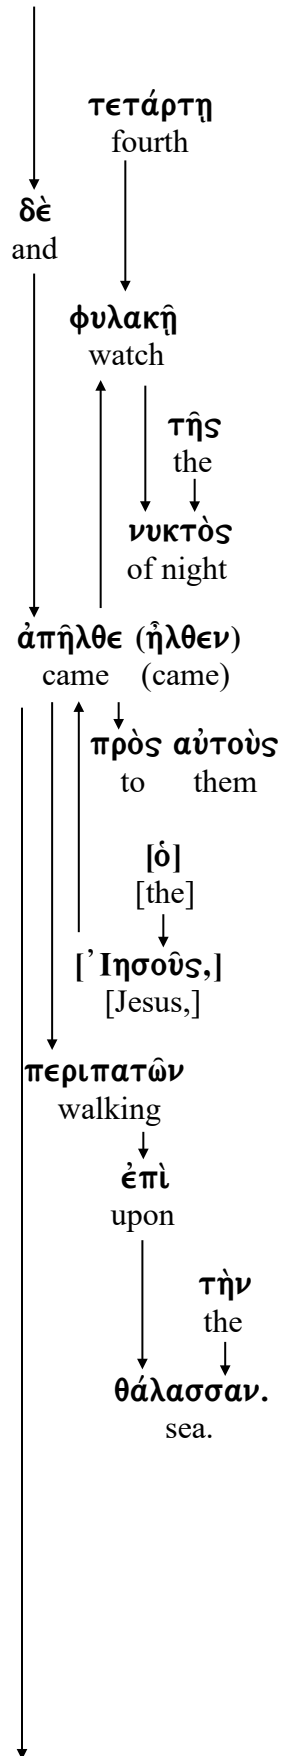 τετάρτῃ
fourth
δὲ
and
φυλακῇ
watch
τῆς
the
νυκτὸς
of night
ἀπῆλθε (ἦλθεν)
came (came)
πρὸς αὐτοὺς
to them
[ὁ]
[the]
[᾿Ιησοῦς,]
[Jesus,]
περιπατῶν
walking
ἐπὶ
upon
τὴν
the
θάλασσαν.
sea.